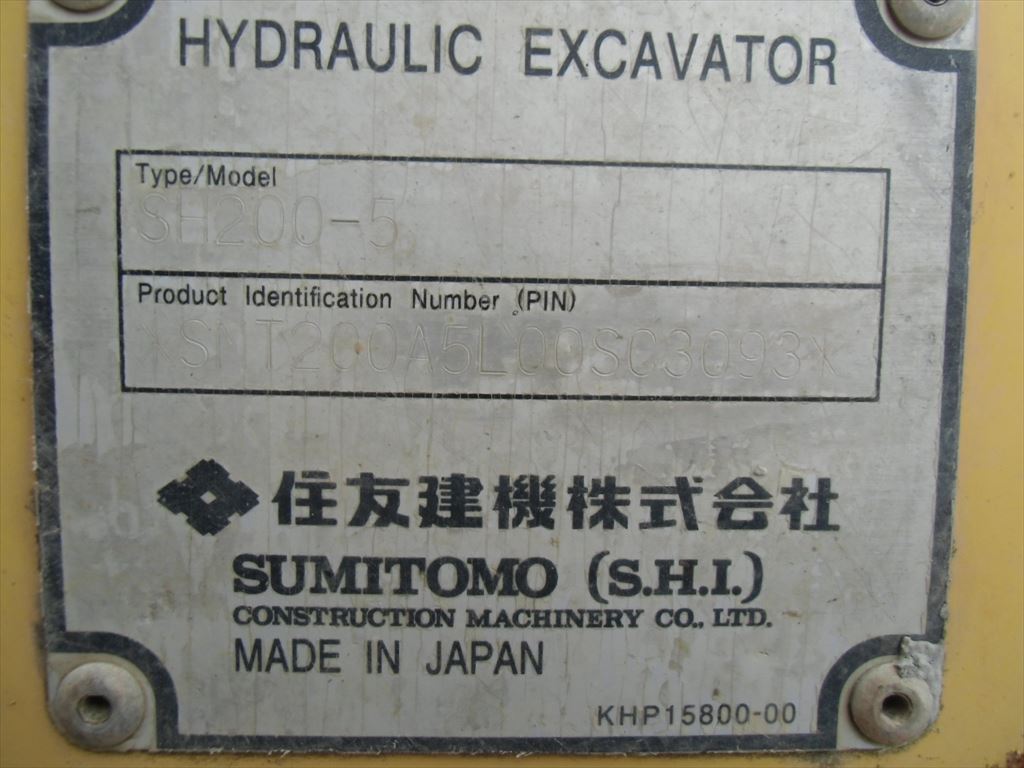 HYDRAULIC EXCAVATOR
Type/Model
SH200-5
Product Identification Number (PIN)
*SNT200A5L00SC3093*
住友建機株式会社
SUMITOMO (S.H.I.)
CONSTRUCTION MACHINERY CO., LTD.
MADE IN JAPAN
KHP15800-00